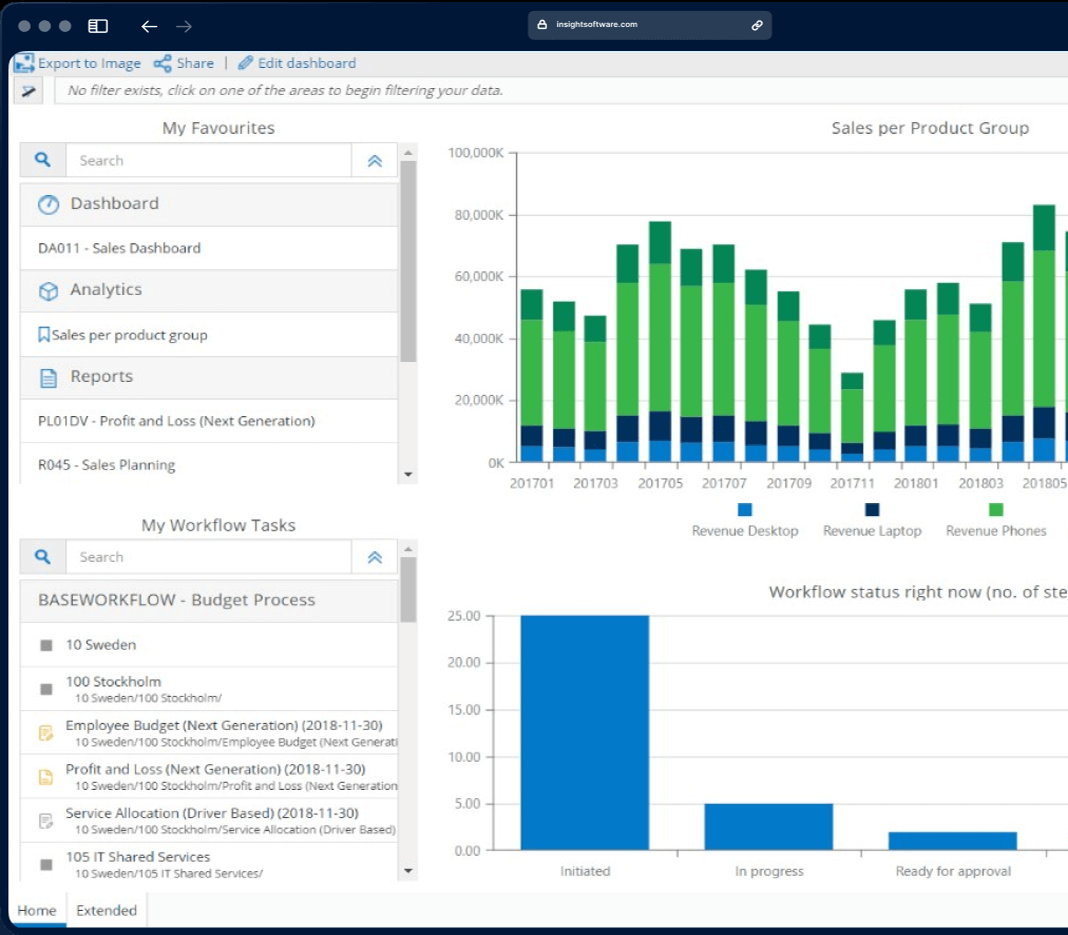 insightsoftware.com
Export to Image Share | Edit dashboard
No filter exists, click on one of the areas to begin filtering your data.
My Favourites
Search
Dashboard
DA011 - Sales Dashboard
Analytics
Sales per product group
Reports
PL01DV - Profit and Loss (Next Generation)
R045 - Sales Planning
Sales per Product Group
100,000K
80,000K
60,000K
40,000K
20,000K
0K
201701 201703 201705 201707 201709 201711 201801 201803 201805
Revenue Desktop Revenue Laptop Revenue Phones
My Workflow Tasks
Search
BASEWORKFLOW - Budget Process
10 Sweden
100 Stockholm
10 Sweden/100 Stockholm/
Employee Budget (Next Generation) (2018-11-30)
10 Sweden/100 Stockholm/Employee Budget (Next Generati
Profit and Loss (Next Generation) (2018-11-30)
10 Sweden/100 Stockholm/Profit and Loss (Next Generation
Service Allocation (Driver Based) (2018-11-30)
10 Sweden/100 Stockholm/Service Allocation (Driver Based)
105 IT Shared Services
10 Sweden/105 IT Shared Services/
Workflow status right now (no. of ste
25.00
20.00
15.00
10.00
5.00
0.00
Initiated In progress Ready for approval
Home Extended